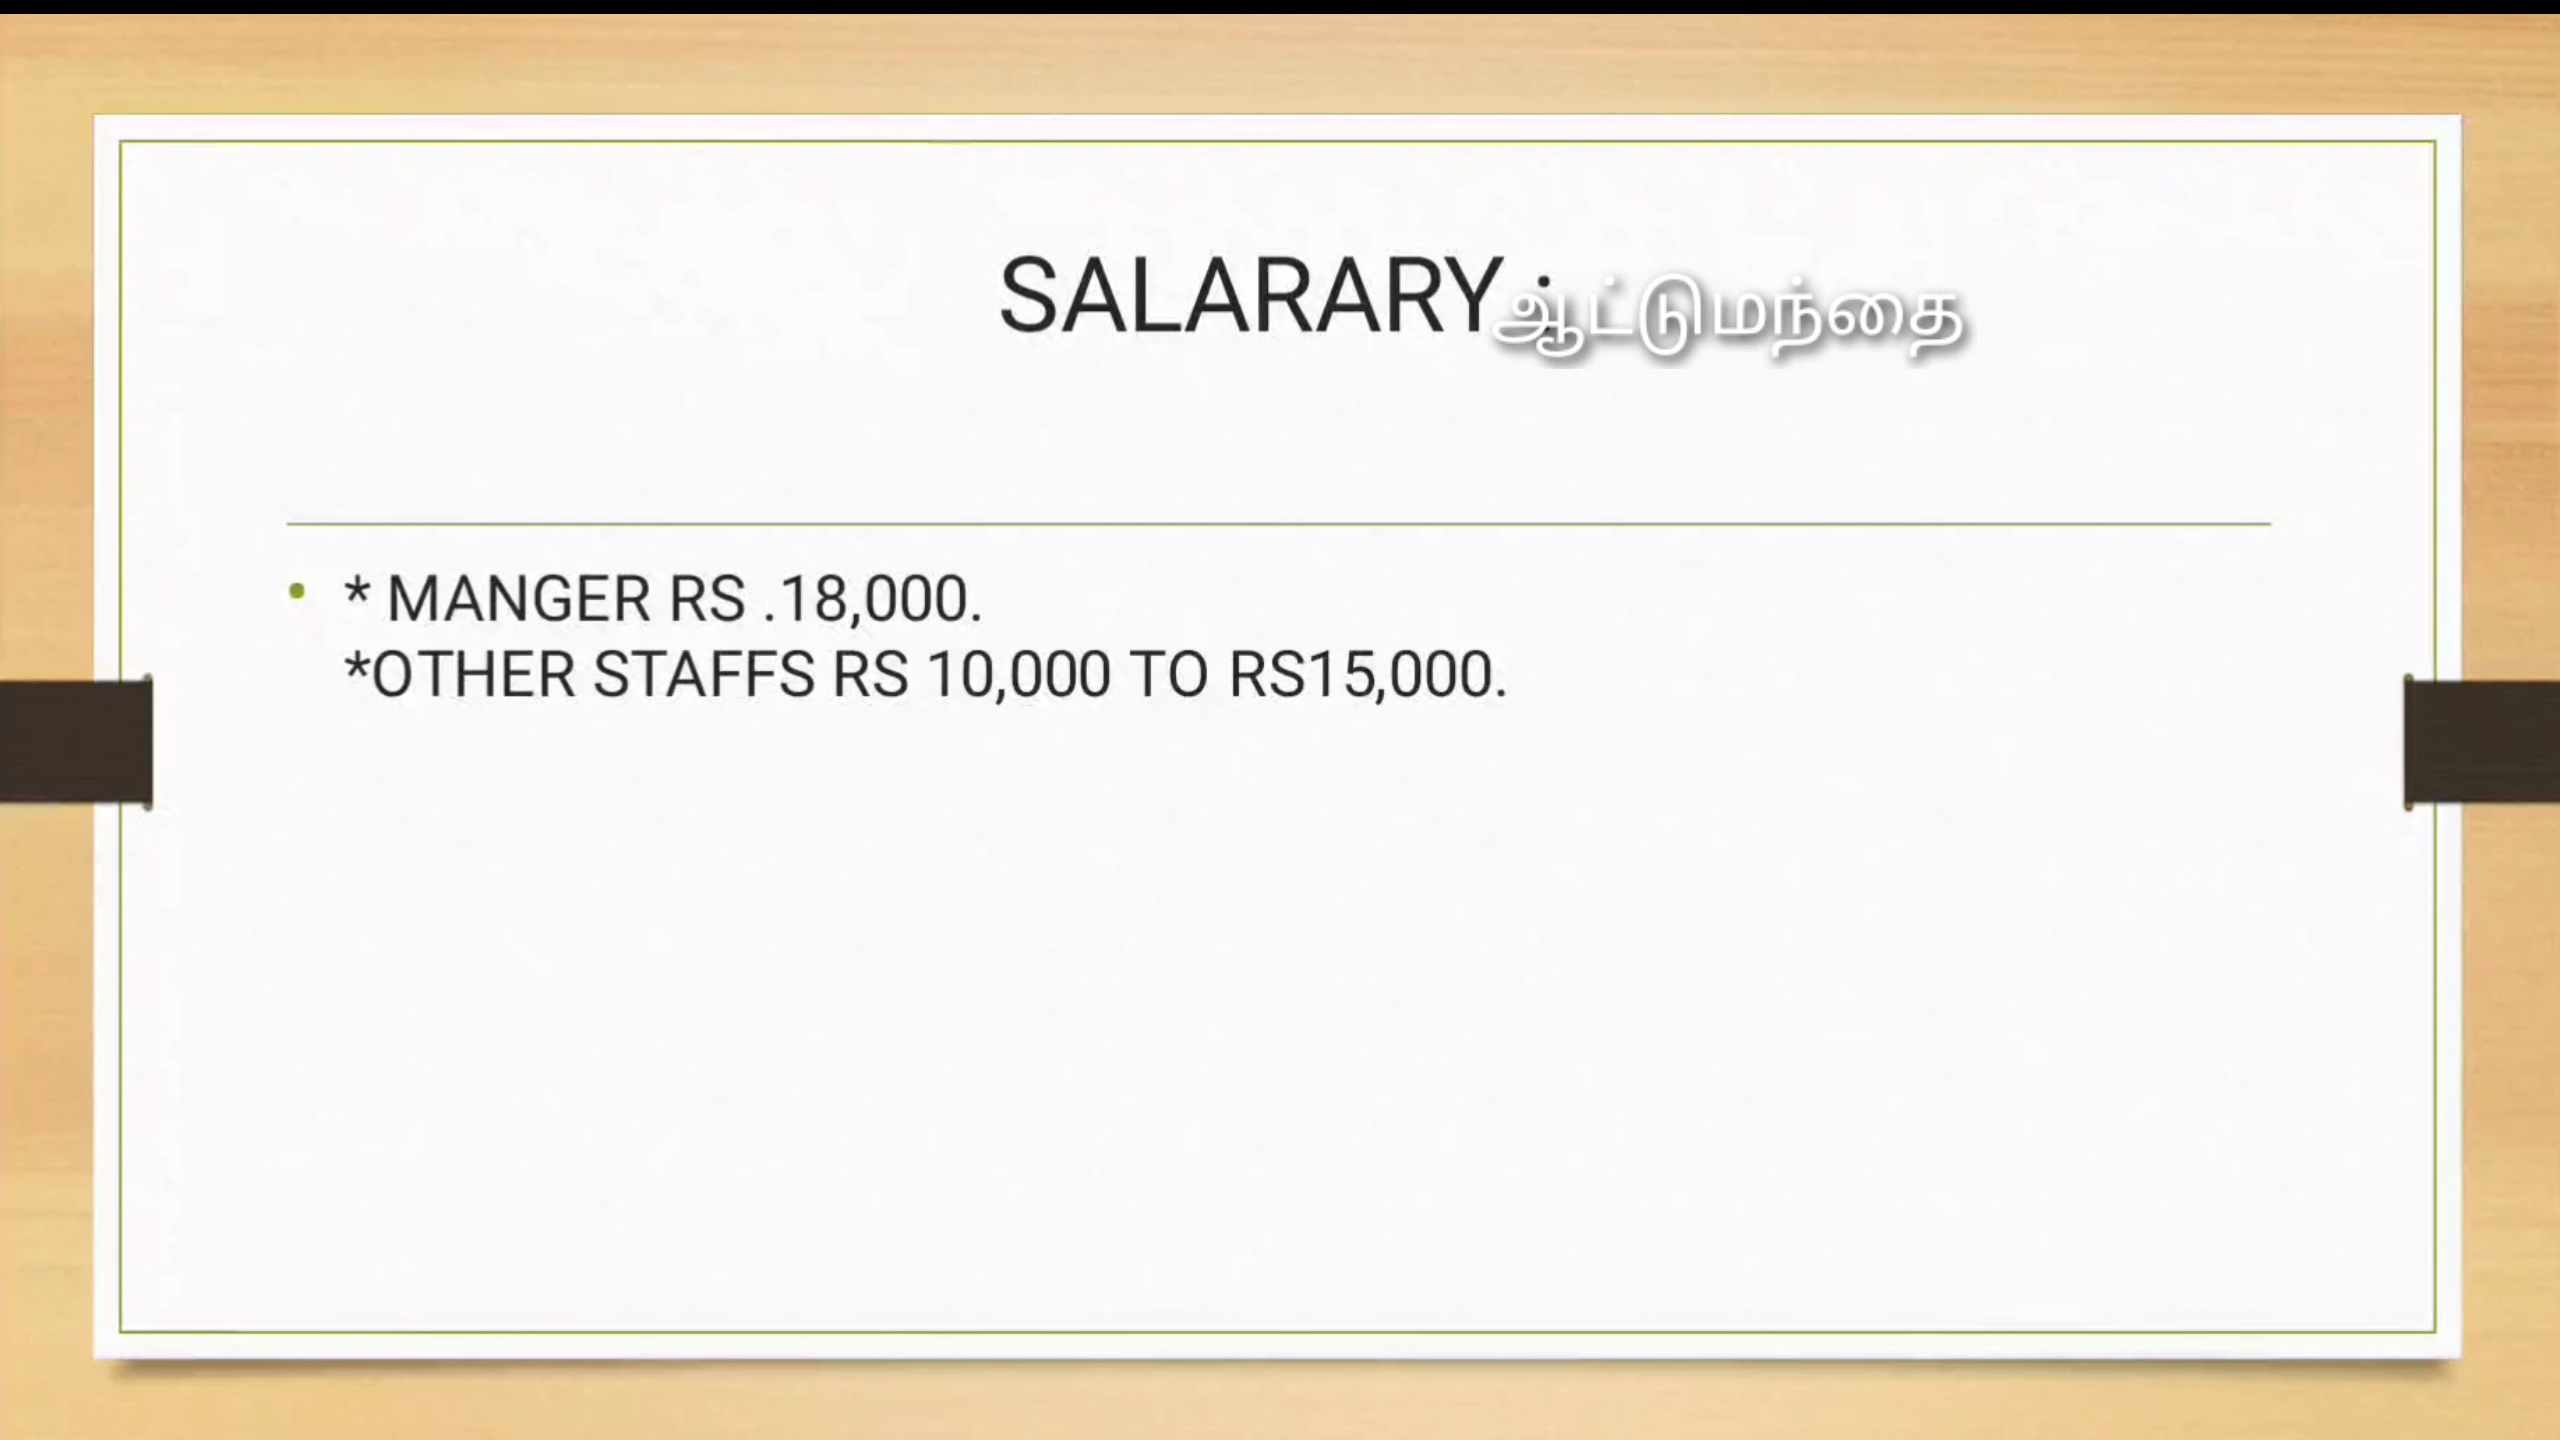 SALARARY :
ஆட்டுமந்தை
• * MANGER RS .18,000.
*OTHER STAFFS RS 10,000 TO RS15,000.